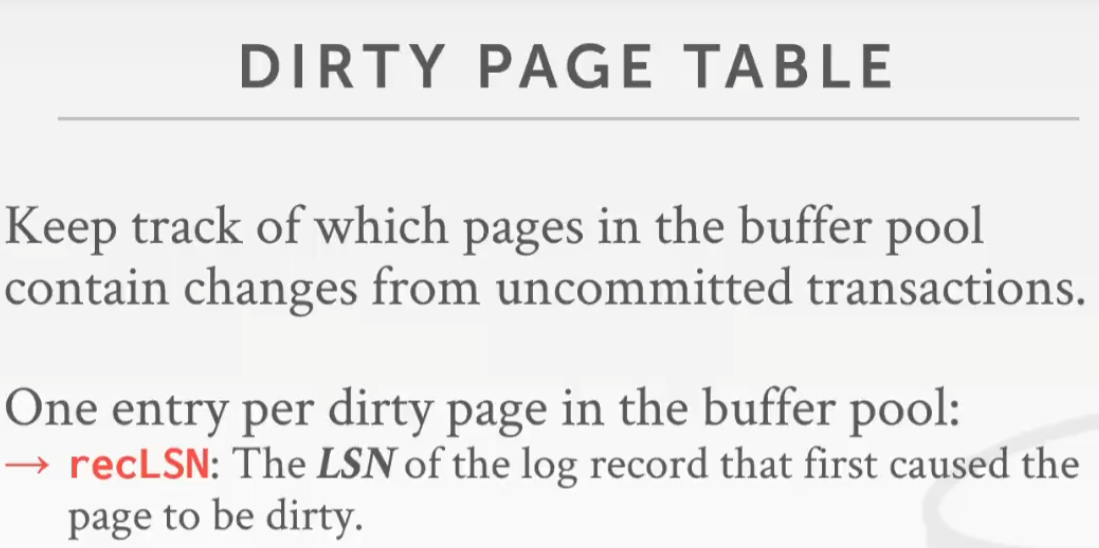 DIRTY PAGE TABLE
Keep track of which pages in the buffer pool
contain changes from uncommitted transactions.
One entry per dirty page in the buffer pool:
→ recLSN: The LSN of the log record that first caused the
page to be dirty.